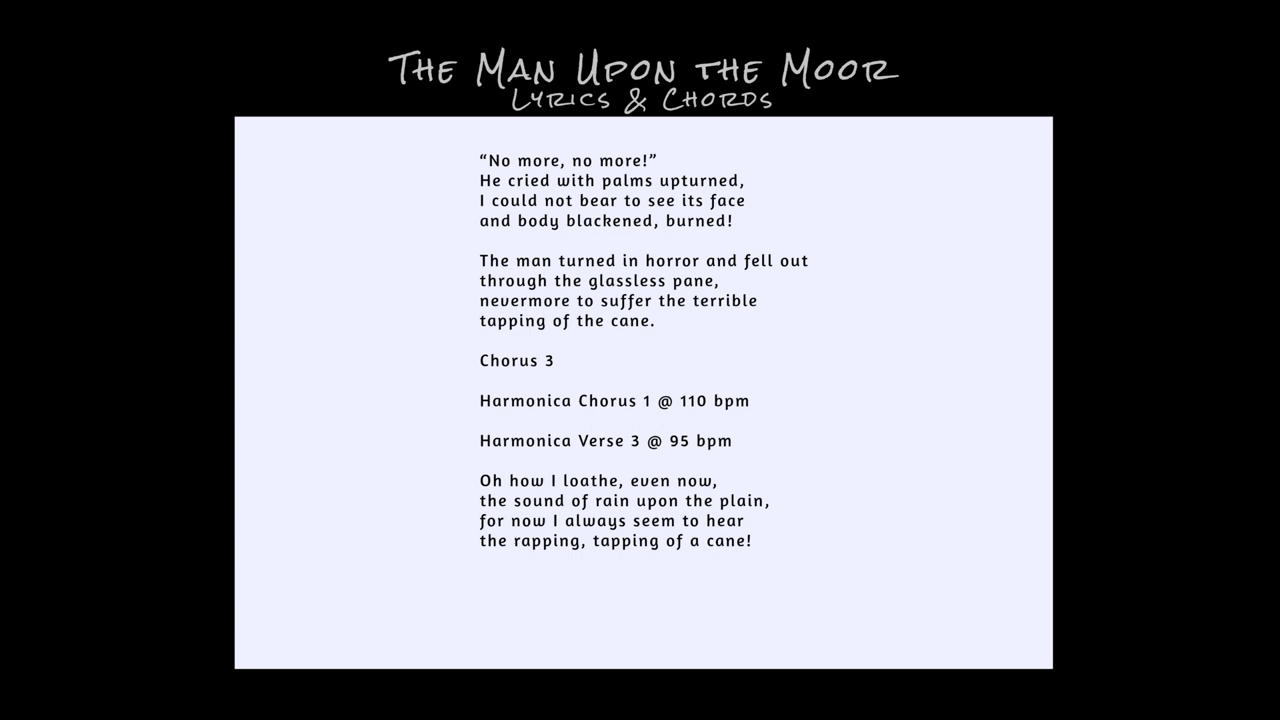 The Man Upon the Moor
Lyrics & Chords
“No more, no more!”
He cried with palms upturned,
I could not bear to see its face
and body blackened, burned!
The man turned in horror and fell out
through the glassless pane,
nevermore to suffer the terrible
tapping of the cane.
Chorus 3
Harmonica Chorus 1 @ 110 bpm
Harmonica Verse 3 @ 95 bpm
Oh how I loathe, even now,
the sound of rain upon the plain,
for now I always seem to hear
the rapping, tapping of a cane!